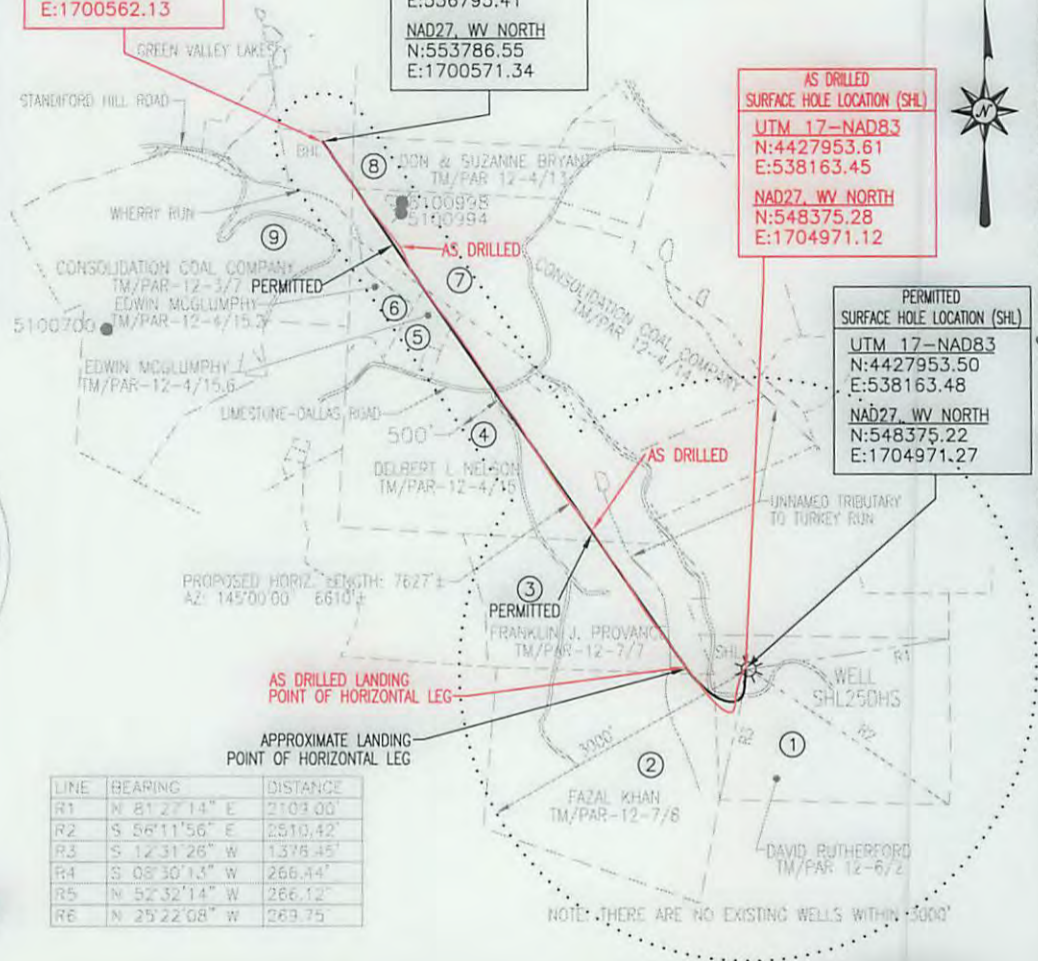 E:1700562.13
NAD27, WV NORTH
N:553786.55
E:1700571.34
GREEN VALLEY LAKES
STANDIFORD HILL ROAD
AS DRILLED
SURFACE HOLE LOCATION (SHL)
UTM 17-NAD83
N:4427953.61
E:538163.45
NAD27, WV NORTH
N:548375.28
E:1704971.12
N
BHL
8
DON & SUZANNE BRYANT
TM/PAR 12-4/13
5100998
5100994
WHERRY RUN
9
AS DRILLED
CONSOLIDATION COAL COMPANY
TM/PAR-12-3/7
PERMITTED
7
EDWIN MCGLUMPHY
TM/PAR-12-4/15.2
6
5100700
5
CONSOLIDATION COAL COMPANY
EDWIN MCGLUMPHY
TM/PAR-12-4/15.6
PERMITTED
SURFACE HOLE LOCATION (SHL)
UTM 17-NAD83
N:4427953.50
E:538163.48
NAD27, WV NORTH
N:548375.22
E:1704971.27
LIMESTONE-DALLAS ROAD
500'
4
DELBERT L NELSON
TM/PAR-12-4/15
AS DRILLED
UNNAMED TRIBUTARY
TO TURKEY RUN
PROPOSED HORIZ. LENGTH: 7627'±
AZ: 145°00'00" 6610'±
3
PERMITTED
FRANKLIN J. PROVANCE
TM/PAR-12-7/7
SHL
R1
WELL
SHL25DHS
R2
R3
AS DRILLED LANDING
POINT OF HORIZONTAL LEG
APPROXIMATE LANDING
POINT OF HORIZONTAL LEG
3000'
1
2
FAZAL KHAN
TM/PAR-12-7/8
DAVID RUTHERFORD
TM/PAR 12-6/2
LINE BEARING DISTANCE
R1 N 81°27'14" E 2109.00'
R2 S 56°11'56" E 2510.42'
R3 S 12°31'26" W 1376.45'
R4 S 08°30'13" W 266.44'
R5 N 52°32'14" W 266.12'
R6 N 25°22'08" W 269.75'
NOTE: THERE ARE NO EXISTING WELLS WITHIN 3000'